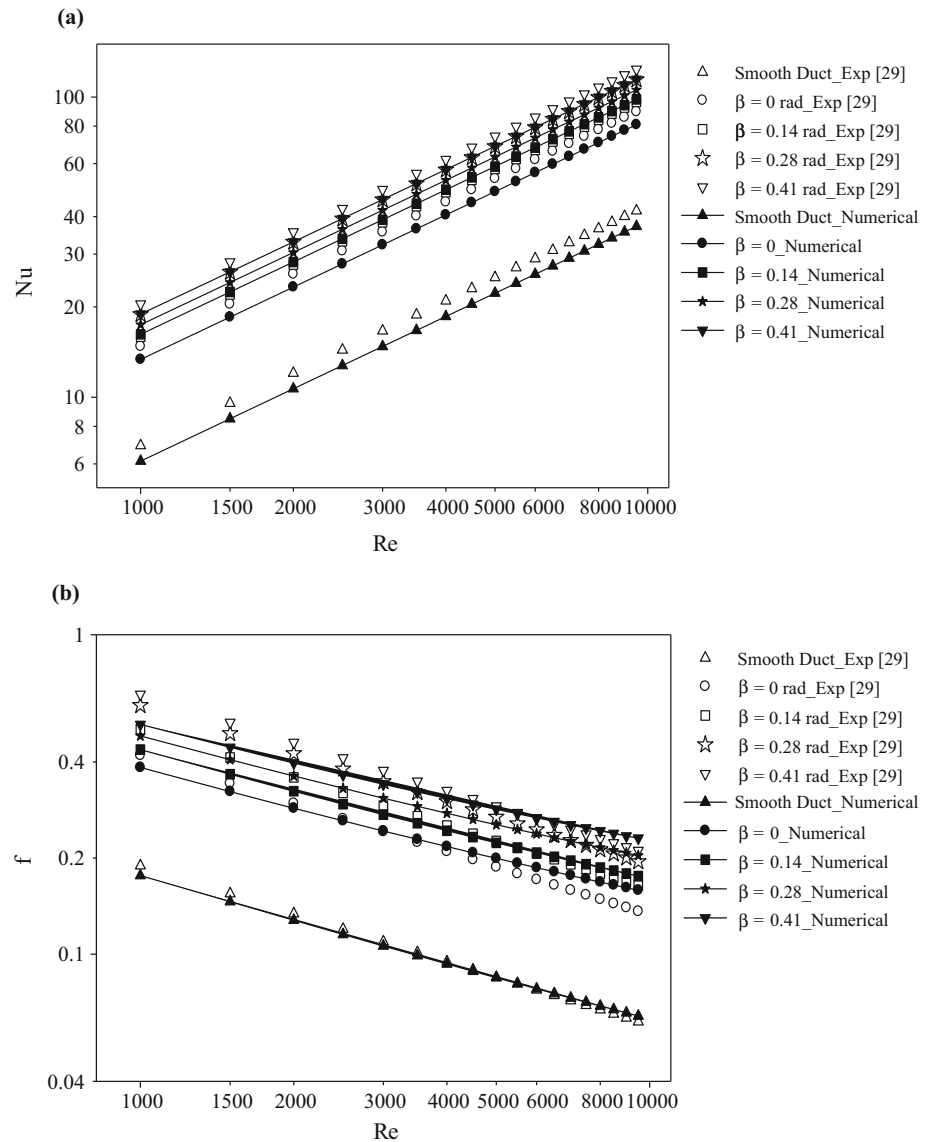 (a)
100
80
60
40
30
20
10
8
6
Nu
1000
1500
2000
3000
4000
5000
6000
8000
10000
Re
Smooth Duct_Exp [29]
β = 0 rad_Exp [29]
β = 0.14 rad_Exp [29]
β = 0.28 rad_Exp [29]
β = 0.41 rad_Exp [29]
Smooth Duct_Numerical
β = 0_Numerical
β = 0.14_Numerical
β = 0.28_Numerical
β = 0.41_Numerical
(b)
1
0.4
0.2
0.1
0.04
f
1000
1500
2000
3000
4000
5000
6000
8000
10000
Re
Smooth Duct_Exp [29]
β = 0 rad_Exp [29]
β = 0.14 rad_Exp [29]
β = 0.28 rad_Exp [29]
β = 0.41 rad_Exp [29]
Smooth Duct_Numerical
β = 0_Numerical
β = 0.14_Numerical
β = 0.28_Numerical
β = 0.41_Numerical